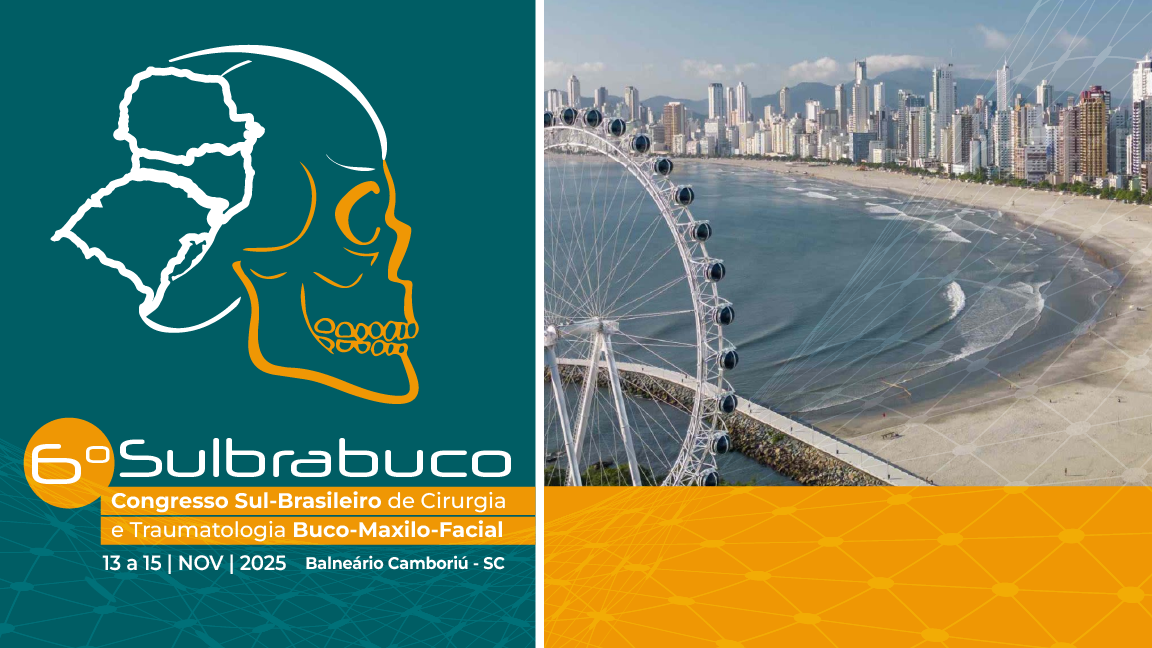 6º Sulbrabuco
Congresso Sul-Brasileiro de Cirurgia
e Traumatologia Buco-Maxilo-Facial
13 a 15 | NOV | 2025 Balneário Camboriú - SC